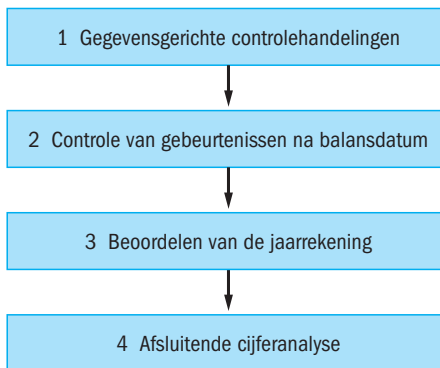 1 Gegevensgerichte controlehandelingen
2 Controle van gebeurtenissen na balansdatum
3 Beoordelen van de jaarrekening
4 Afsluitende cijferanalyse